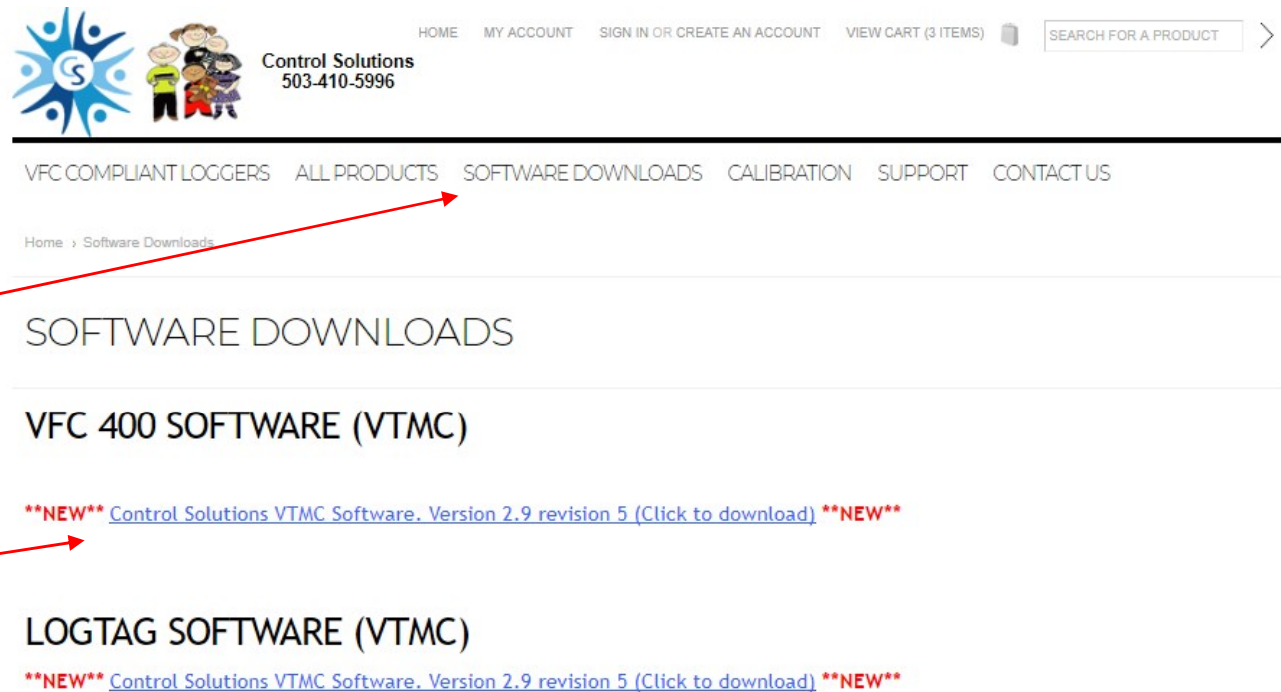 HOME MY ACCOUNT SIGN IN OR CREATE AN ACCOUNT VIEW CART (3 ITEMS) SEARCH FOR A PRODUCT
CS
Control Solutions
503-410-5996
VFC COMPLIANT LOGGERS ALL PRODUCTS SOFTWARE DOWNLOADS CALIBRATION SUPPORT CONTACT US
Home › Software Downloads
SOFTWARE DOWNLOADS
VFC 400 SOFTWARE (VTMC)
**NEW** Control Solutions VTMC Software. Version 2.9 revision 5 (Click to download) **NEW**
LOGTAG SOFTWARE (VTMC)
**NEW** Control Solutions VTMC Software. Version 2.9 revision 5 (Click to download) **NEW**